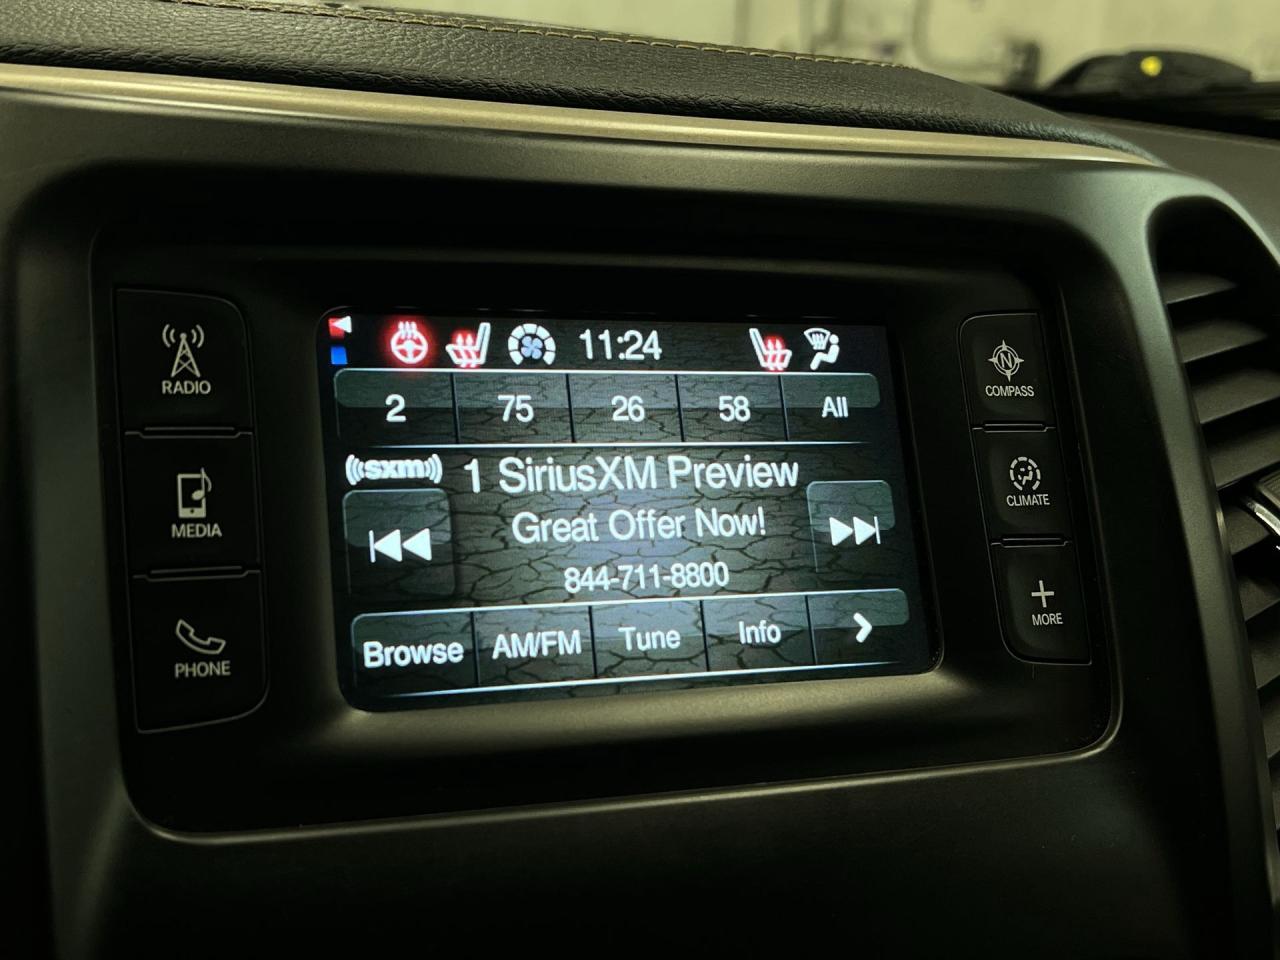 11:24
2 75 26 58 All
((sxm)) 1 SiriusXM Preview
Great Offer Now!
844-711-8800
Browse AM/FM Tune Info
RADIO
MEDIA
PHONE
N
COMPASS
CLIMATE
MORE